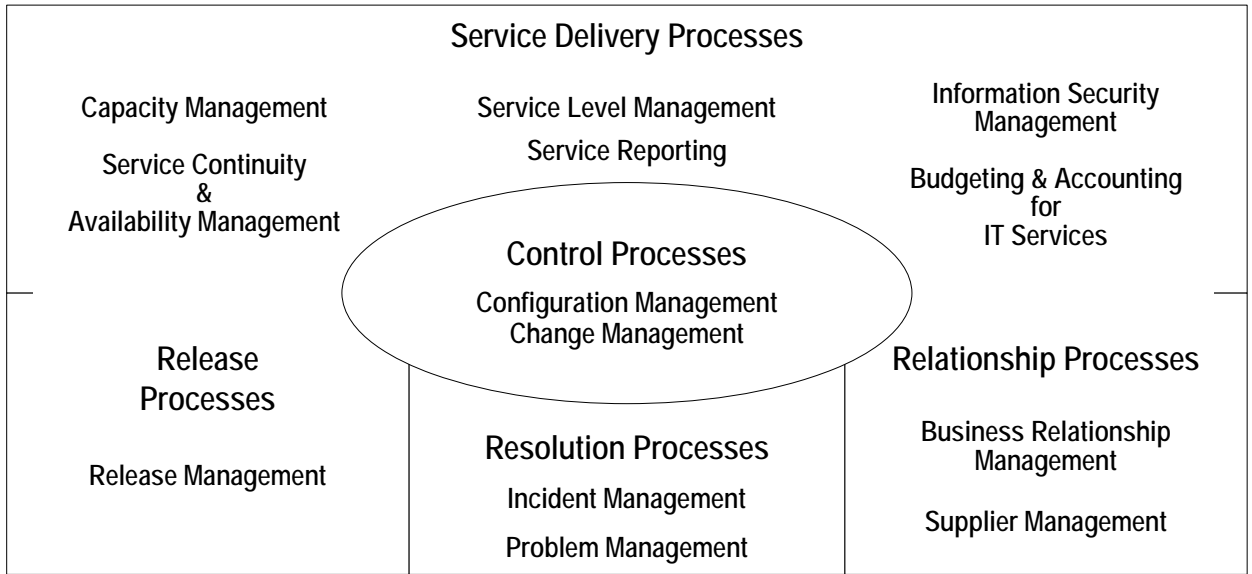 Service Delivery Processes
Capacity Management
Service Continuity
&
Availability Management
Service Level Management
Service Reporting
Information Security
Management
Budgeting & Accounting
for
IT Services
Control Processes
Configuration Management
Change Management
Release
Processes
Release Management
Resolution Processes
Incident Management
Problem Management
Relationship Processes
Business Relationship
Management
Supplier Management